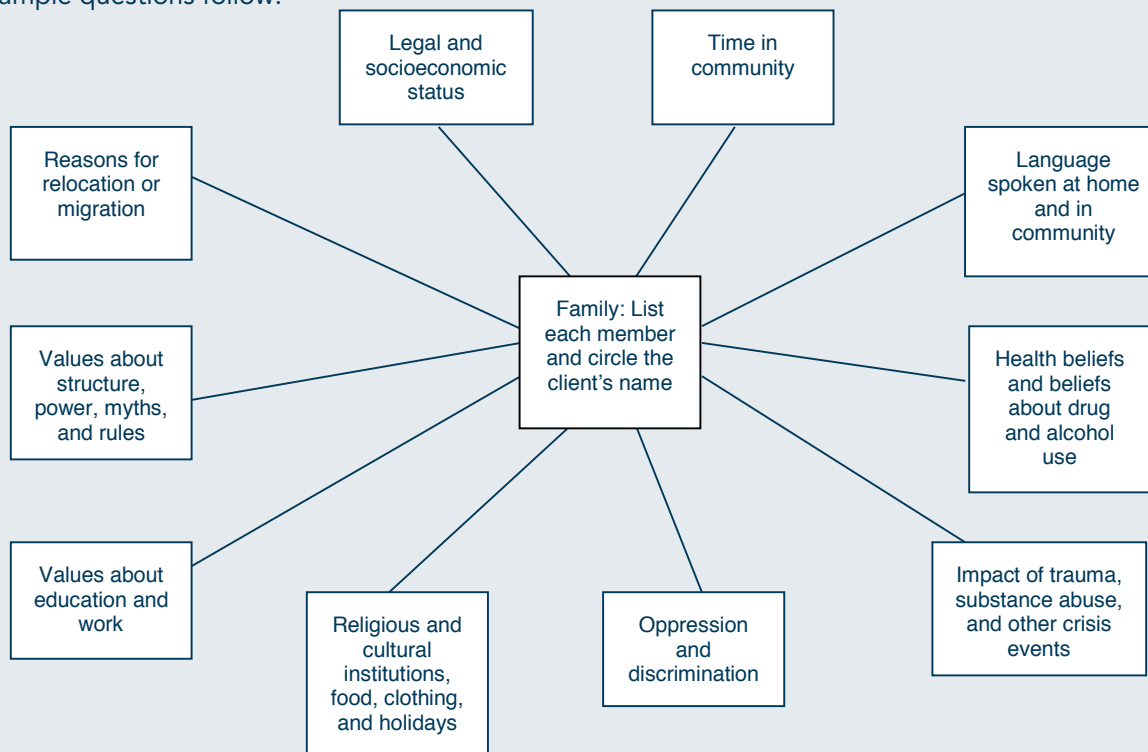 ample questions follow.
Legal and
socioeconomic
status
Time in
community
Reasons for
relocation or
migration
Language
spoken at home
and in
community
Family: List
each member
and circle the
client's name
Values about
structure,
power, myths,
and rules
Health beliefs
and beliefs
about drug
and alcohol
use
Values about
education and
work
Religious and
cultural
institutions,
food, clothing,
and holidays
Oppression
and
discrimination
Impact of trauma,
substance abuse,
and other crisis
events